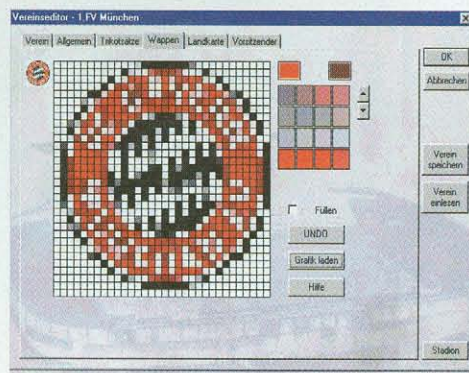 Vereinseditor - 1.FV München
Verein Allgemein Trikotsätze Wappen Landkarte Vorsitzender
OK
Abbrechen
Verein
speichern
Verein
einlesen
Füllen
UNDO
Grafik laden
Hilfe
Stadion